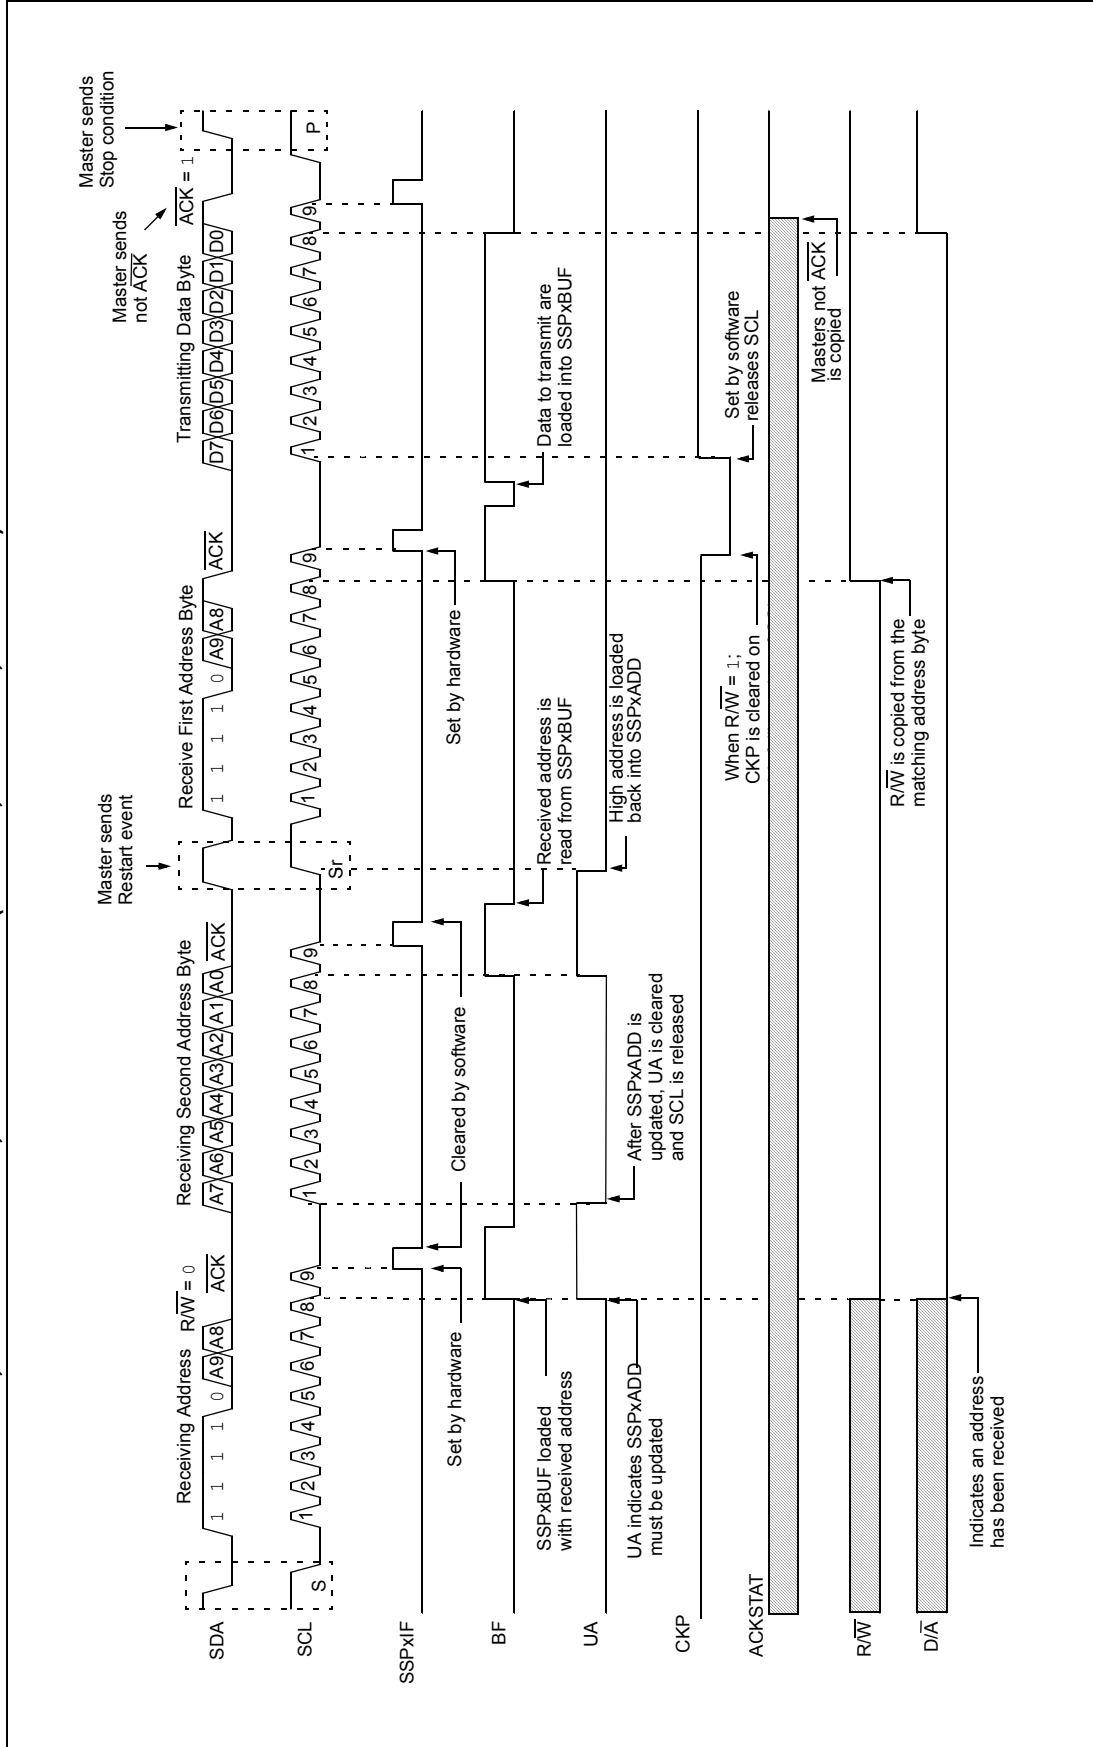 Master sends
Stop condition
Master sends
not ACK
ACK = 1
Master sends
Restart event
Receiving Address R/W = 0
Receiving Second Address Byte
Receive First Address Byte
Transmitting Data Byte
SDA
1 1 1 1 0 A9 A8 ACK
A7 A6 A5 A4 A3 A2 A1 A0 ACK
1 1 1 1 0 A9 A8 ACK
D7 D6 D5 D4 D3 D2 D1 D0
SCL
S
1 2 3 4 5 6 7 8 9
1 2 3 4 5 6 7 8 9
Sr
1 2 3 4 5 6 7 8 9
1 2 3 4 5 6 7 8 9
P
SSPxIF
Set by hardware
Cleared by software
Set by hardware
BF
SSPxBUF loaded
with received address
Received address is
read from SSPxBUF
Data to transmit are
loaded into SSPxBUF
UA
UA indicates SSPxADD
must be updated
After SSPxADD is
updated, UA is cleared
and SCL is released
High address is loaded
back into SSPxADD
CKP
When R/W = 1;
CKP is cleared on
Set by software
releases SCL
ACKSTAT
Masters not ACK
is copied
R/W
R/W is copied from the
matching address byte
D/A
Indicates an address
has been received